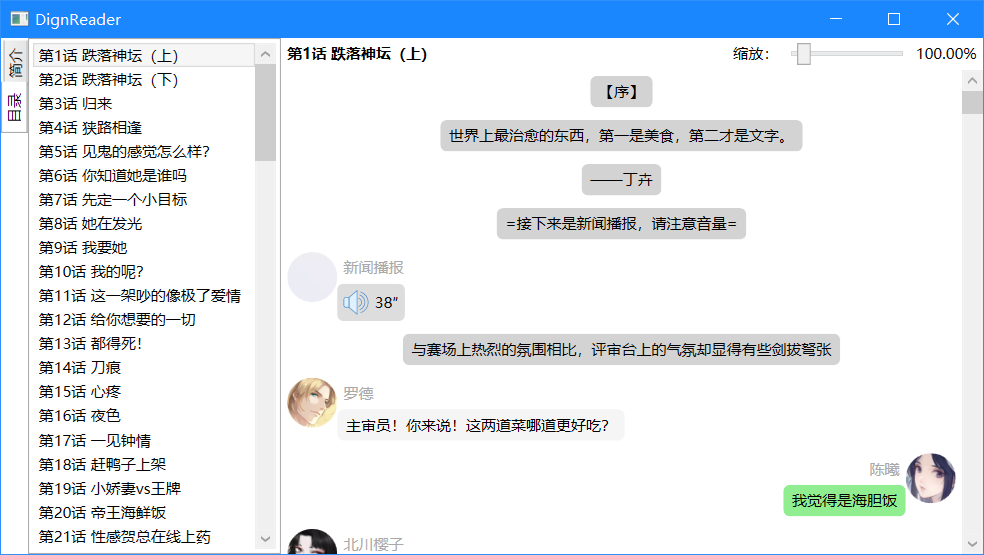 DignReader
简介
目录
第1话 跌落神坛（上）
第2话 跌落神坛（下）
第3话 归来
第4话 狭路相逢
第5话 见鬼的感觉怎么样？
第6话 你知道她是谁吗
第7话 先定一个小目标
第8话 她在发光
第9话 我要她
第10话 我的呢？
第11话 这一架吵的像极了爱情
第12话 给你想要的一切
第13话 都得死！
第14话 刀痕
第15话 心疼
第16话 夜色
第17话 一见钟情
第18话 赶鸭子上架
第19话 小娇妻vs王牌
第20话 帝王海鲜饭
第21话 性感贺总在线上药
第1话 跌落神坛（上）
缩放：
100.00%
【序】
世界上最治愈的东西，第一是美食，第二才是文字。
——丁卉
=接下来是新闻播报，请注意音量=
新闻播报
38″
与赛场上热烈的氛围相比，评审台上的气氛却显得有些剑拔弩张
罗德
主审员！你来说！这两道菜哪道更好吃？
陈曦
我觉得是海胆饭
北川樱子